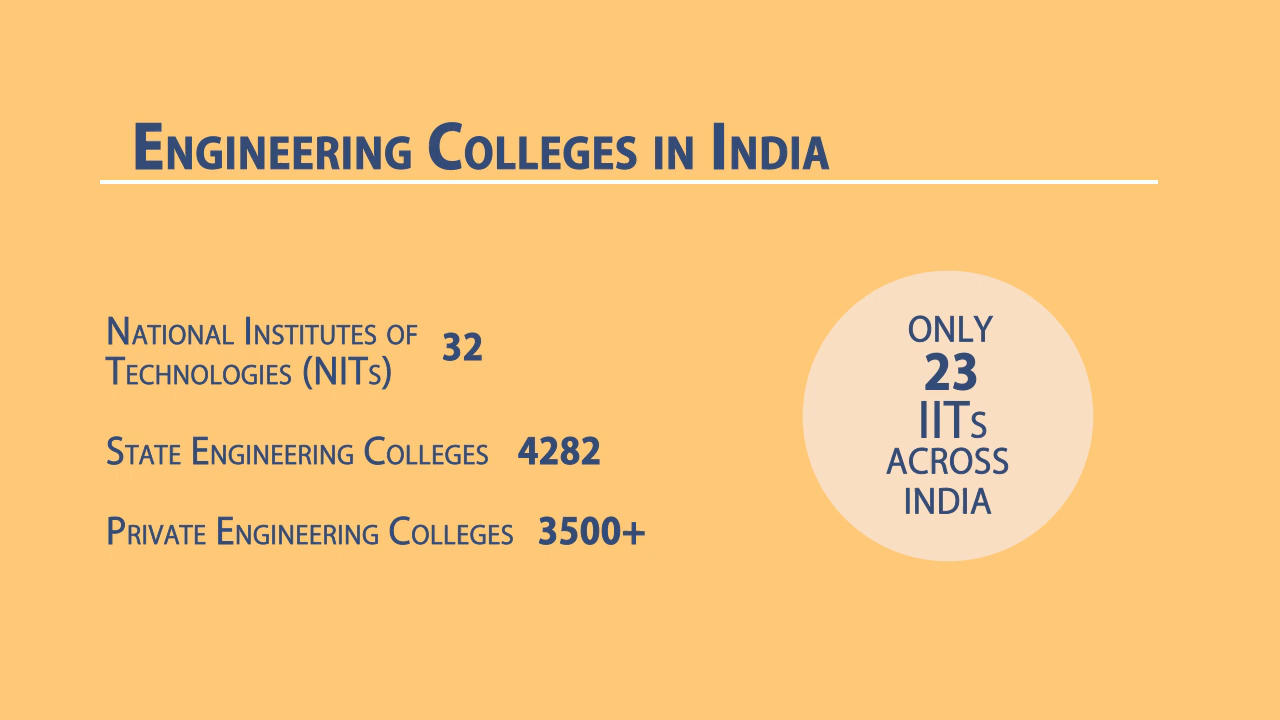 Engineering Colleges in India
National Institutes of
Technologies (NITs) 32
State Engineering Colleges 4282
Private Engineering Colleges 3500+
ONLY
23
IITs
ACROSS
INDIA